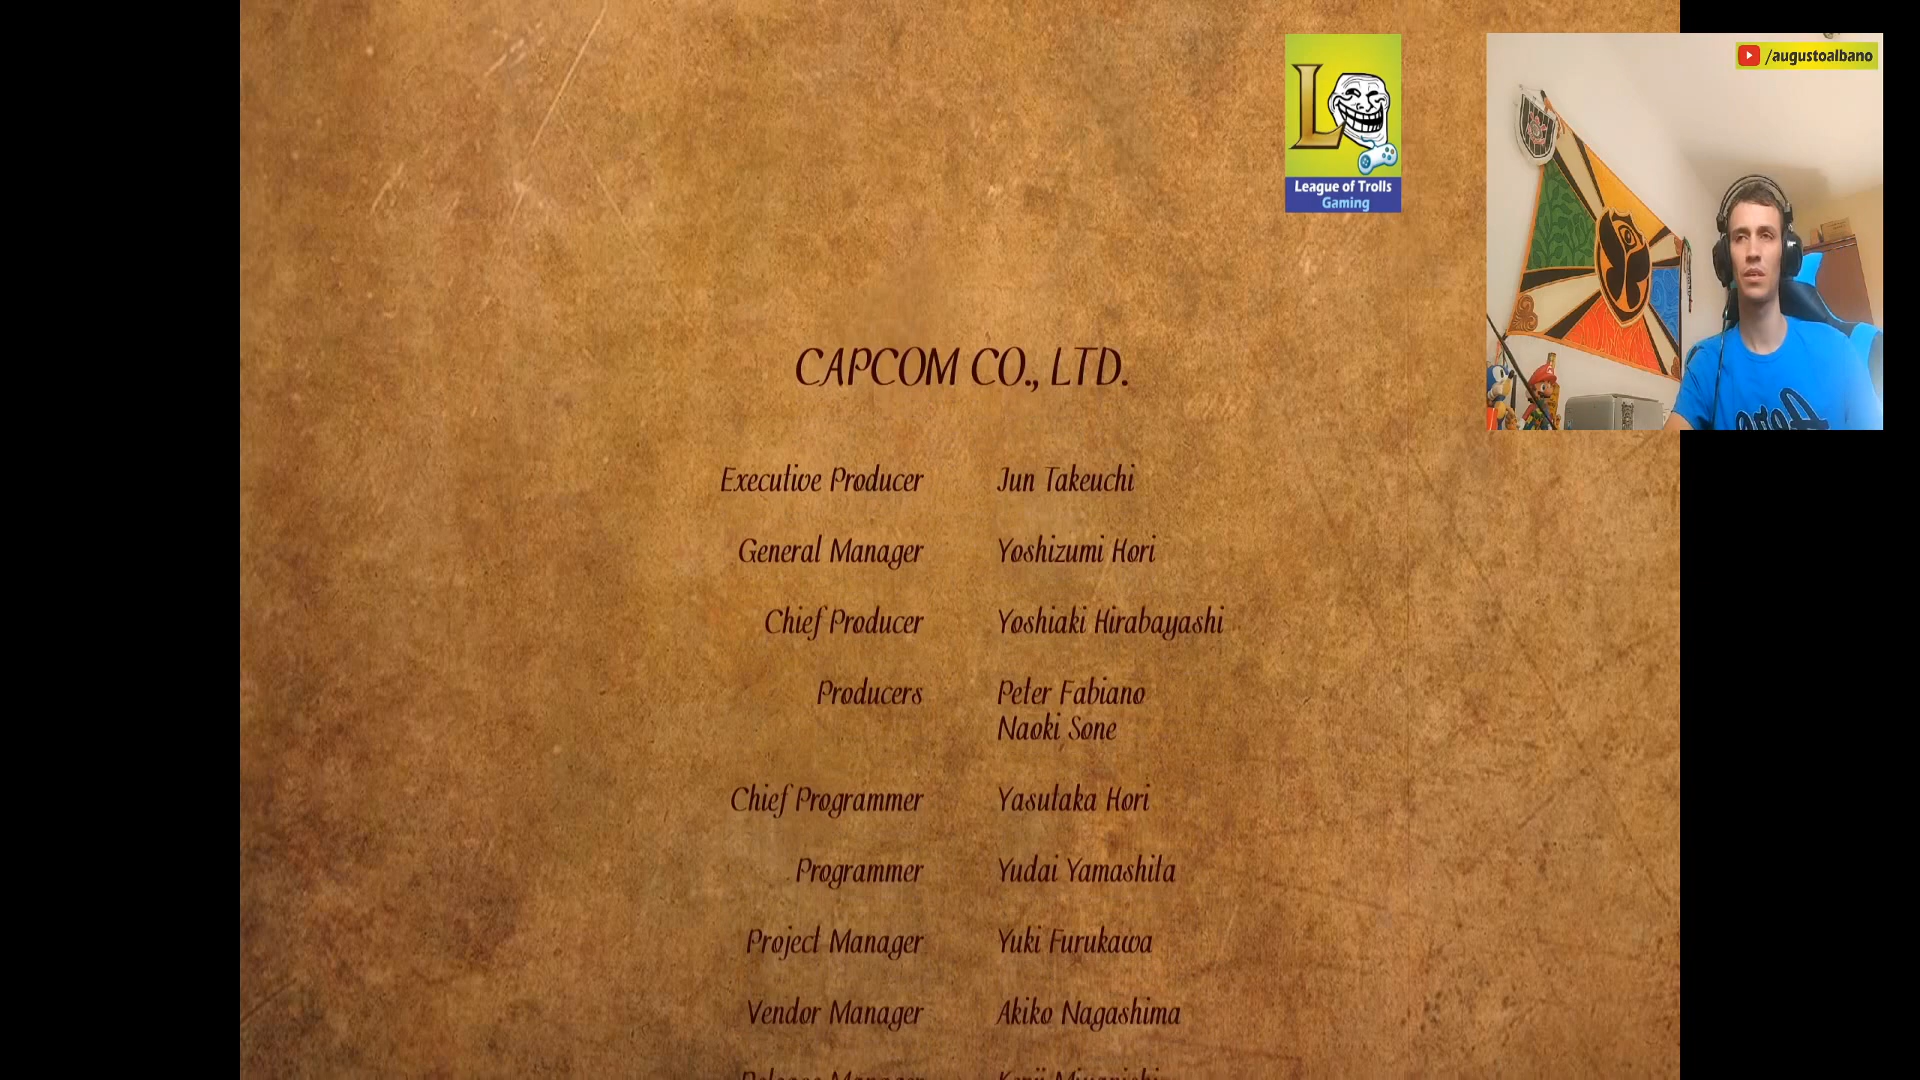 /augustoalbano
L
League of Trolls
Gaming
CAPCOM CO., LTD.
Executive Producer Jun Takeuchi
General Manager Yoshizumi Hori
Chief Producer Yoshiaki Hirabayashi
Producers Peter Fabiano
Naoki Sone
Chief Programmer Yasutaka Hori
Programmer Yudai Yamashita
Project Manager Yuki Furukawa
Vendor Manager Akiko Nagashima